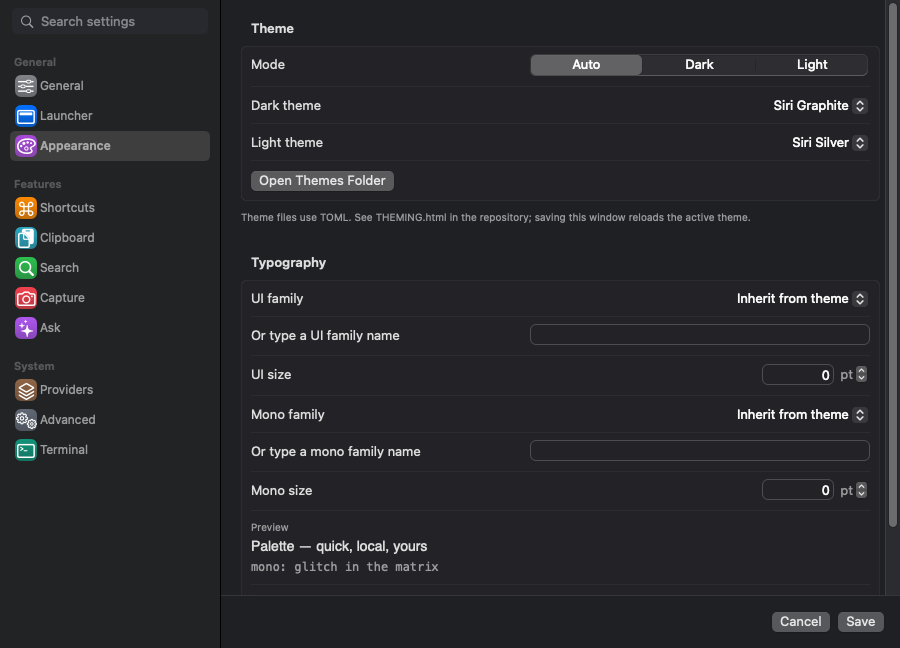 Search settings
General
General
Launcher
Appearance
Features
Shortcuts
Clipboard
Search
Capture
Ask
System
Providers
Advanced
Terminal
Theme
Mode Auto Dark Light
Dark theme Siri Graphite
Light theme Siri Silver
Open Themes Folder
Theme files use TOML. See THEMING.html in the repository; saving this window reloads the active theme.
Typography
UI family Inherit from theme
Or type a UI family name
UI size 0 pt
Mono family Inherit from theme
Or type a mono family name
Mono size 0 pt
Preview
Palette — quick, local, yours
mono: glitch in the matrix
Cancel Save